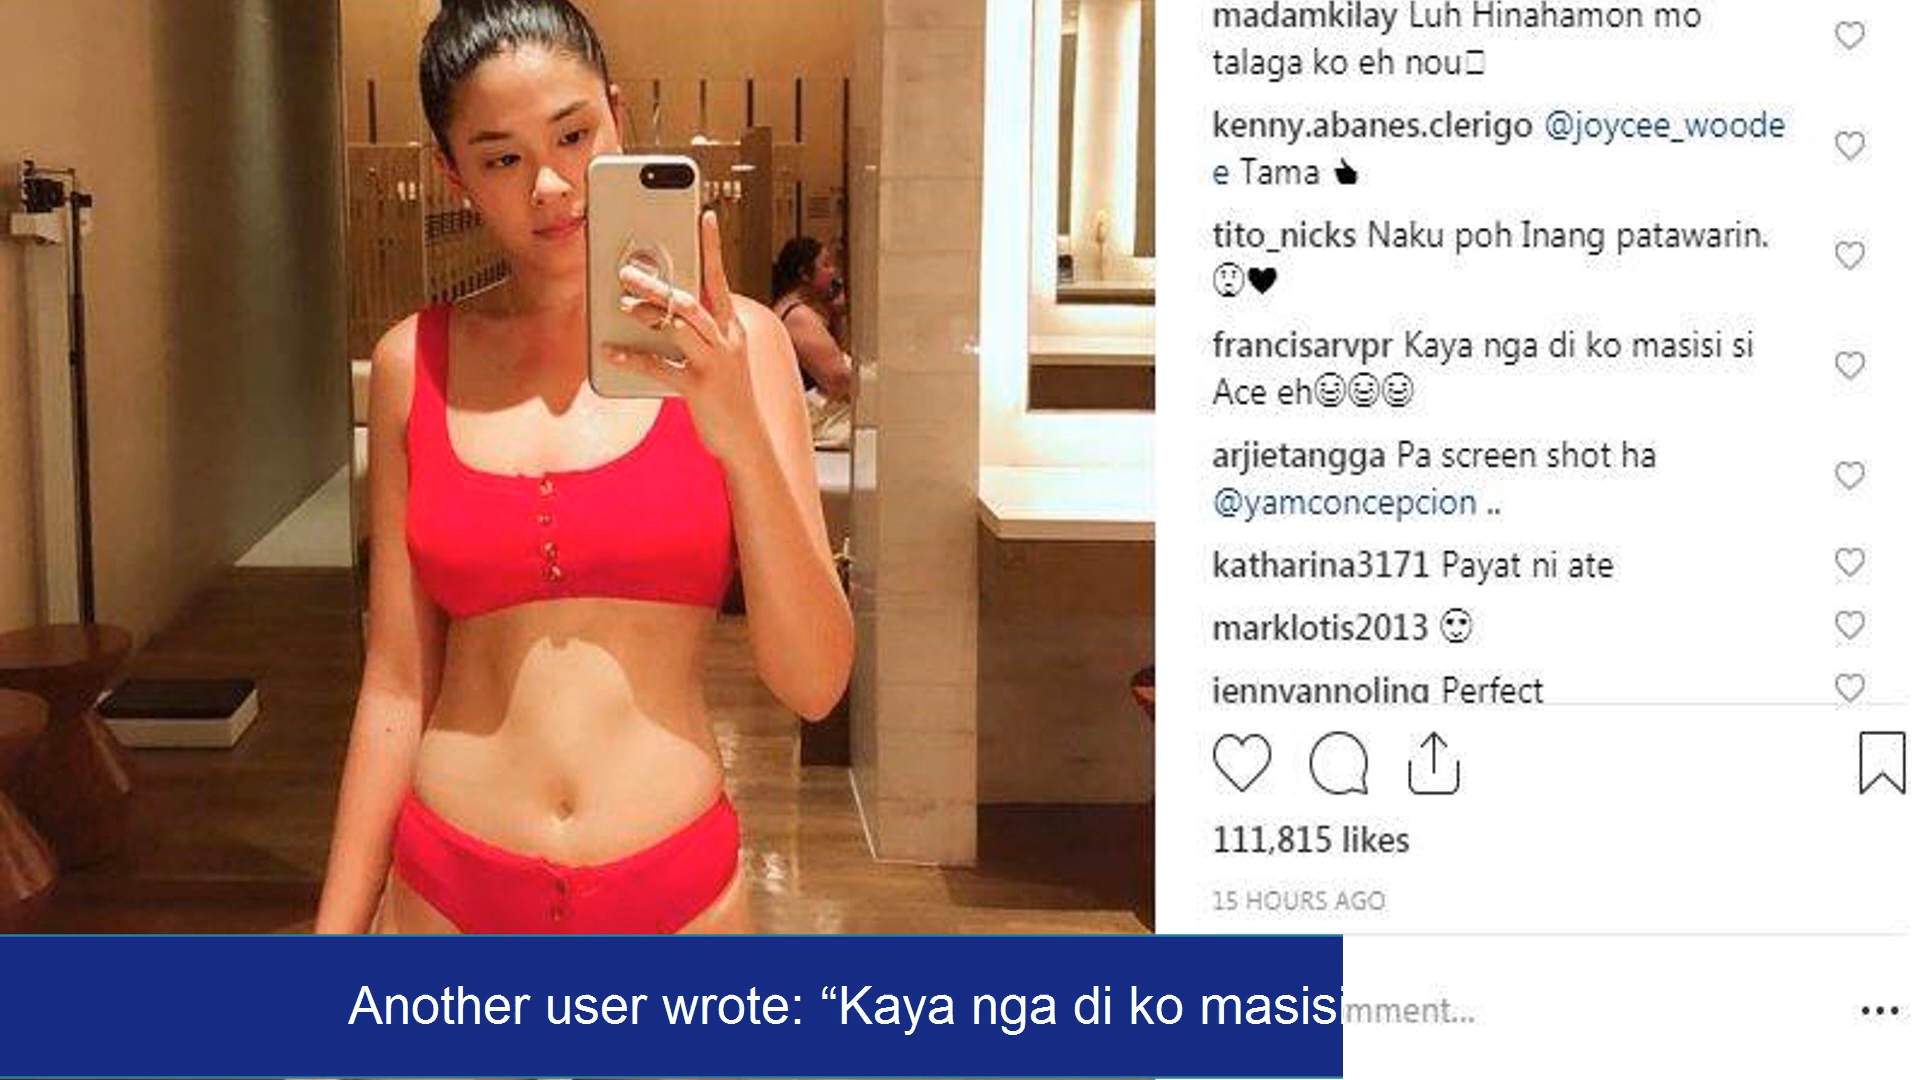 madamkilay Luh Hinahamon mo
talaga ko eh nou
kenny.abanes.clerigo @joycee_woode
e Tama
tito_nicks Naku poh Inang patawarin.
francisarvpr Kaya nga di ko masisi si
Ace eh
arjietangga Pa screen shot ha
@yamconcepcion ..
katharina3171 Payat ni ate
marklotis2013
iennvannolina Perfect
111,815 likes
15 HOURS AGO
Another user wrote: “Kaya nga di ko masisi
mment...